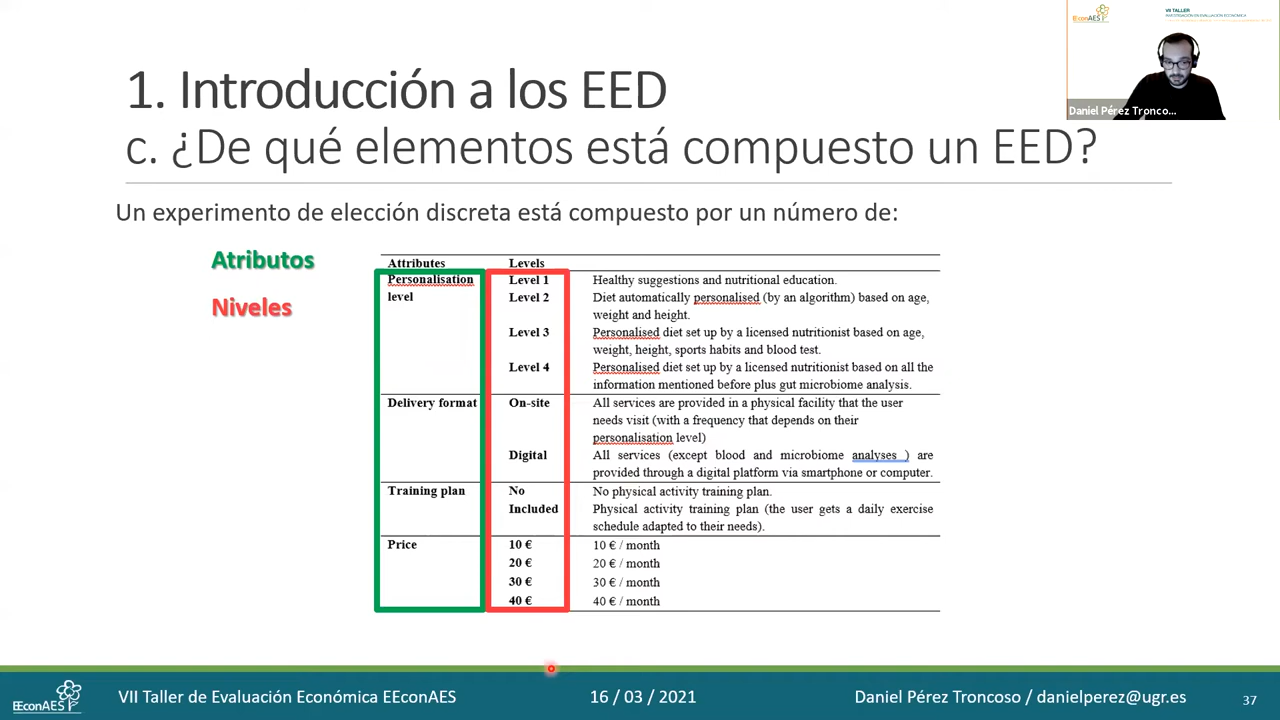 EEconAES
VII TALLER
INVESTIGACIÓN EN EVALUACIÓN ECONÓMICA
Daniel Pérez Tronco...
1. Introducción a los EED
c. ¿De qué elementos está compuesto un EED?
Un experimento de elección discreta está compuesto por un número de:
Atributos
Niveles
Attributes Levels
Personalisation level Level 1 Healthy suggestions and nutritional education.
Level 2 Diet automatically personalised (by an algorithm) based on age,
weight and height.
Level 3 Personalised diet set up by a licensed nutritionist based on age,
weight, height, sports habits and blood test.
Level 4 Personalised diet set up by a licensed nutritionist based on all the
information mentioned before plus gut microbiome analysis.
Delivery format On-site All services are provided in a physical facility that the user
needs visit (with a frequency that depends on their
personalisation level)
Digital All services (except blood and microbiome analyses ) are
provided through a digital platform via smartphone or computer.
Training plan No No physical activity training plan.
Included Physical activity training plan (the user gets a daily exercise
schedule adapted to their needs).
Price 10 € 10 € / month
20 € 20 € / month
30 € 30 € / month
40 € 40 € / month
EEconAES
VII Taller de Evaluación Económica EEconAES
16 / 03 / 2021
Daniel Pérez Troncoso / danielperez@ugr.es
37